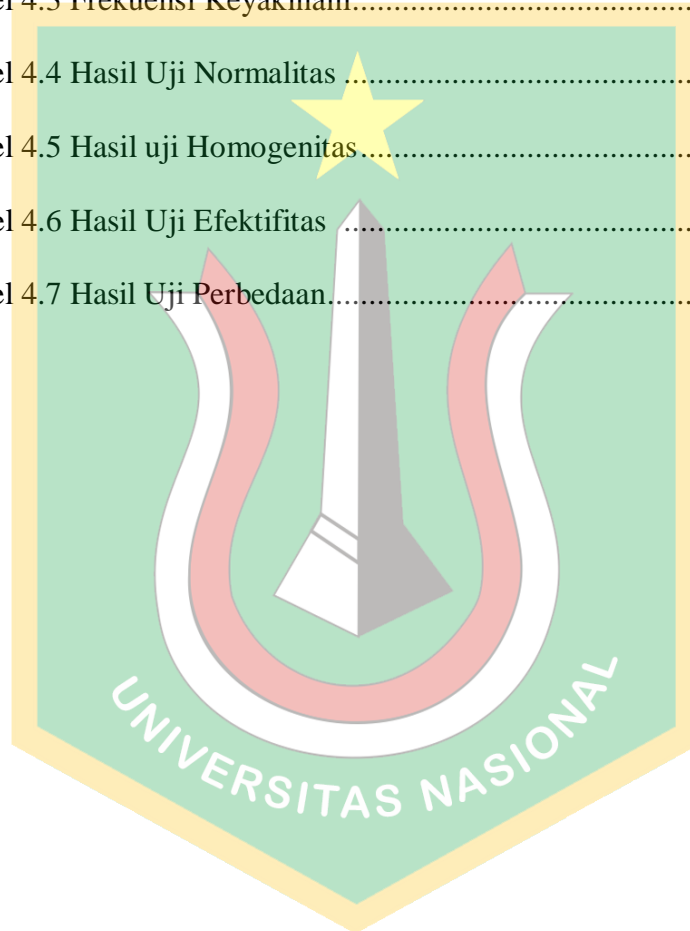 el 4.3 Frekuensi Keyakinam....................................................
el 4.4 Hasil Uji Normalitas ....................................................
el 4.5 Hasil uji Homogenitas....................................................
el 4.6 Hasil Uji Efektifitas ....................................................
el 4.7 Hasil Uji Perbedaan....................................................
UNIVERSITAS NASIONAL